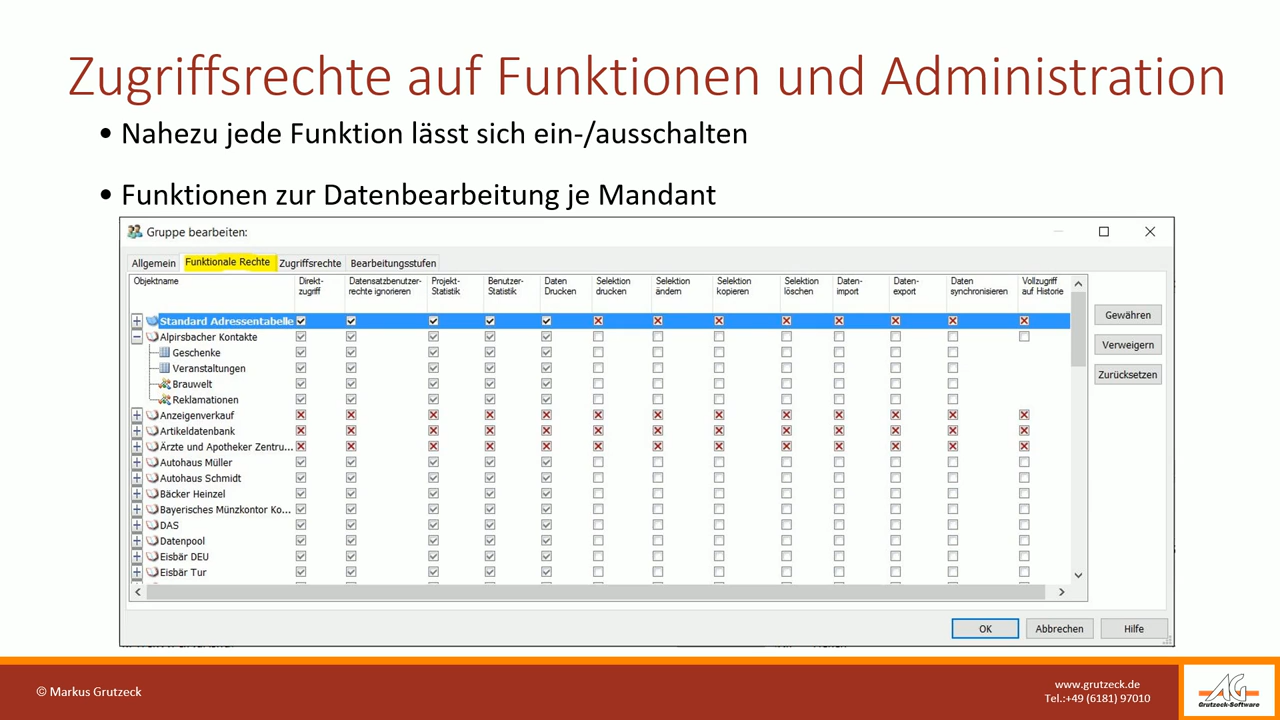 Zugriffsrechte auf Funktionen und Administration
• Nahezu jede Funktion lässt sich ein-/ausschalten
• Funktionen zur Datenbearbeitung je Mandant
Gruppe bearbeiten:
Allgemein Funktionale Rechte Zugriffsrechte Bearbeitungsstufen
Objektname Direkt- Datensatzbenutzer- Projekt- Benutzer- Daten Selektion Selektion Selektion Selektion Daten- Daten- Daten Vollzugriff
zugriff rechte ignorieren Statistik Statistik Drucken drucken ändern kopieren löschen import export synchronisieren auf Historie
Standard Adressentabelle
Gewähren
Alpirsbacher Kontakte
Verweigern
Geschenke
Veranstaltungen
Zurücksetzen
Brauwelt
Reklamationen
Anzeigenverkauf
Artikeldatenbank
Ärzte und Apotheker Zentru...
Autohaus Müller
Autohaus Schmidt
Bäcker Heinzel
Bayerisches Münzkontor Ko...
DAS
Datenpool
Eisbär DEU
Eisbär Tur
OK Abbrechen Hilfe
© Markus Grutzeck
www.grutzeck.de
Tel.:+49 (6181) 97010
AG
Grutzeck-Software